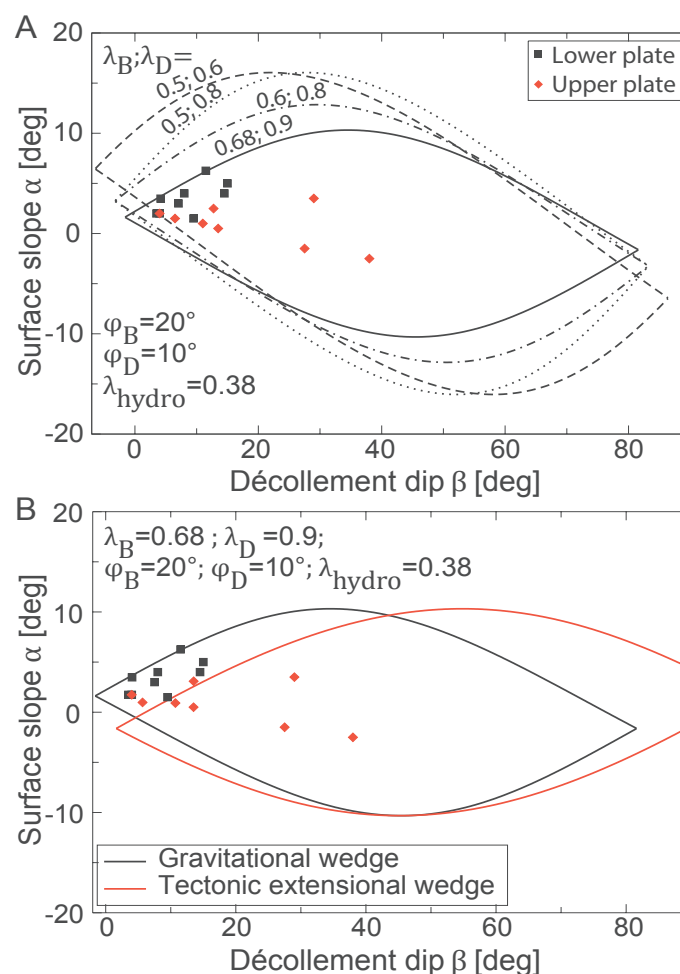 A
20
10
0
-10
-20
Surface slope α [deg]
λB;λD=
0.5; 0.6
0.5; 0.8
0.6; 0.8
0.68; 0.9
Lower plate
Upper plate
φB=20°
φD=10°
λhydro=0.38
0 20 40 60 80
Décollement dip β [deg]
B
20
10
0
-10
-20
Surface slope α [deg]
λB=0.68 ; λD =0.9;
φB=20°; φD=10°; λhydro=0.38
Gravitational wedge
Tectonic extensional wedge
0 20 40 60 80
Décollement dip β [deg]